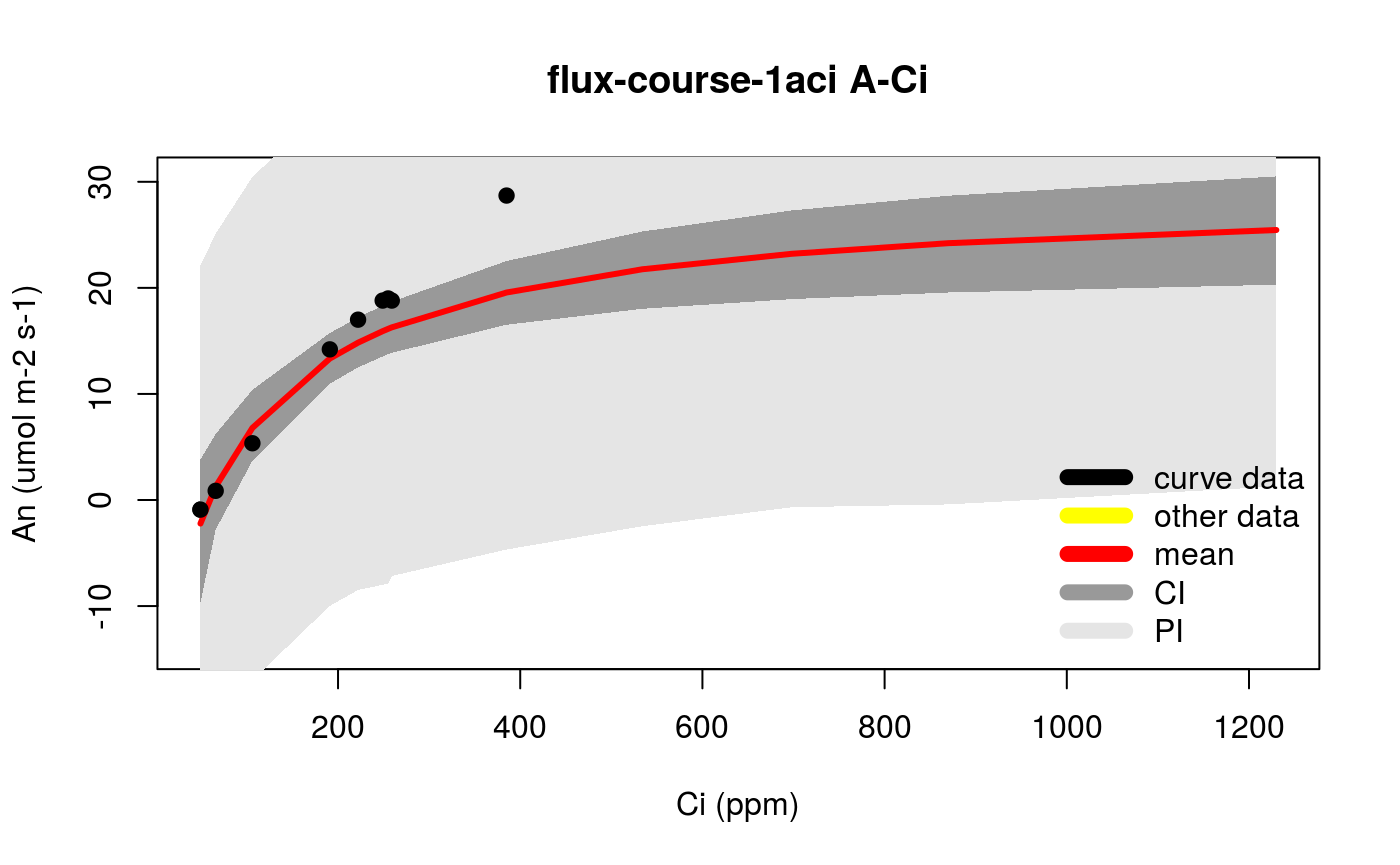 flux-course-1aci A-Ci
An (umol m-2 s-1)
30
20
10
0
-10
curve data
other data
mean
CI
PI
200 400 600 800 1000 1200
Ci (ppm)